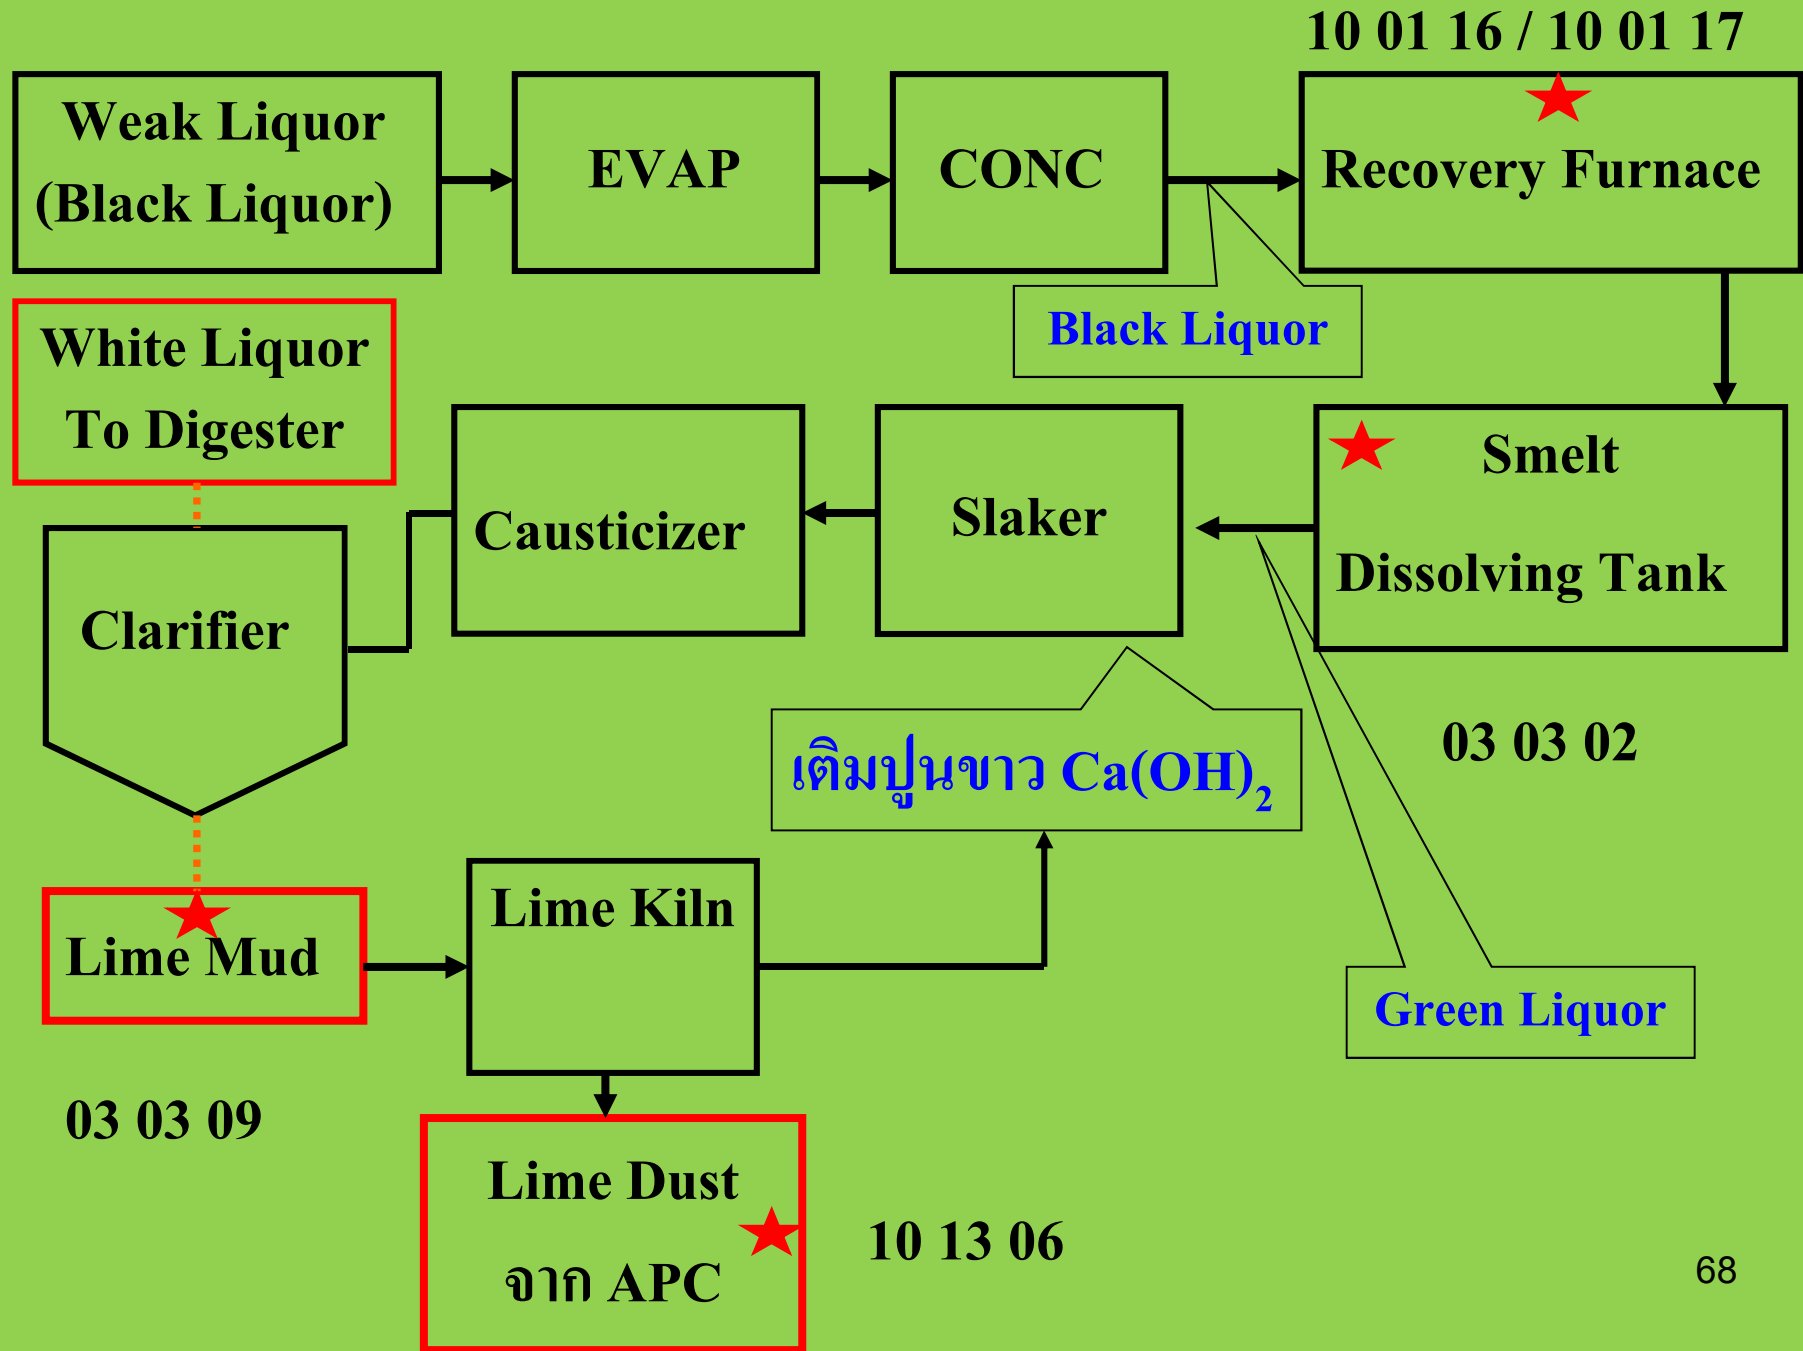 10 01 16 / 10 01 17
Weak Liquor
(Black Liquor)
EVAP
CONC
Recovery Furnace
Black Liquor
White Liquor
To Digester
Causticizer
Slaker
Smelt
Dissolving Tank
Clarifier
เติมปูนขาว Ca(OH)₂
03 03 02
Lime Mud
Lime Kiln
Green Liquor
03 03 09
Lime Dust
จาก APC
10 13 06
68